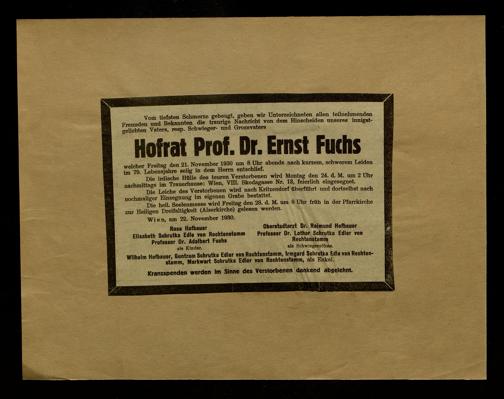 Vom tiefsten Schmerze gebeugt, geben wir Unterzeichneten allen teilnehmenden
Freunden und Bekannten die traurige Nachricht von dem Hinscheiden unseres innigst-
geliebten Vaters, resp. Schwieger- und Grossvaters
Hofrat Prof. Dr. Ernst Fuchs
welcher Freitag den 21. November 1930 um 8 Uhr abends nach kurzem, schwerem Leiden
im 79. Lebensjahre selig in dem Herrn entschlief.
Die irdische Hülle des teuren Verstorbenen wird Montag den 24. d. M. um 2 Uhr
nachmittags im Trauerhause: Wien, VIII. Skodagasse Nr. 13, feierlich eingesegnet.
Die Leiche des Verstorbenen wird nach Kritzendorf überführt und dortselbst nach
nochmaliger Einsegnung im eigenen Grabe bestattet.
Die heil. Seelenmesse wird Freitag den 28. d. M. um 8 Uhr früh in der Pfarrkirche
zur Heiligen Dreifaltigkeit (Alserkirche) gelesen werden.
Wien, am 22. November 1930.
Rosa Hofbauer
Elisabeth Schrutka Edle von Rechtenstamm
Professor Dr. Adalbert Fuchs
als Kinder.
Oberstadtarzt Dr. Raimund Hofbauer
Professor Dr. Lothar Schrutka Edler von
Rechtenstamm
als Schwiegersöhne.
Wilhelm Hofbauer, Guntram Schrutka Edler von Rechtenstamm, Irmgard Schrutka Edle von Rechten-
stamm, Markwart Schrutka Edler von Rechtenstamm, als Enkel.
Kranzspenden werden im Sinne des Verstorbenen dankend abgelehnt.